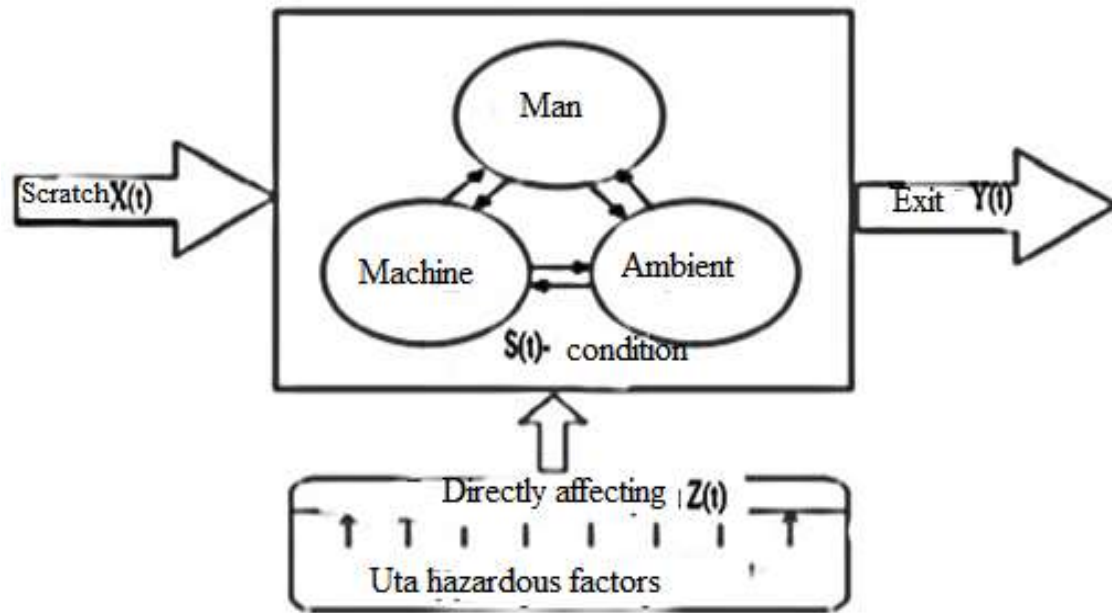 Man
Scratch X(t)
Exit Y(t)
Machine
Ambient
S(t)- condition
Directly affecting Z(t)
Uta hazardous factors